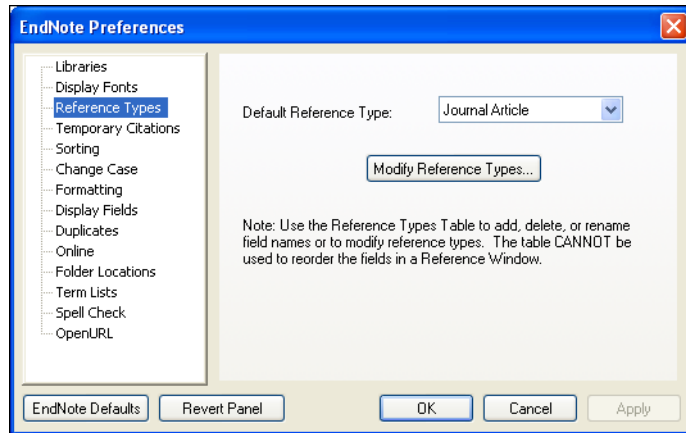 EndNote Preferences
Libraries
Display Fonts
Reference Types
Temporary Citations
Sorting
Change Case
Formatting
Display Fields
Duplicates
Online
Folder Locations
Term Lists
Spell Check
OpenURL
Default Reference Type: Journal Article
Modify Reference Types...
Note: Use the Reference Types Table to add, delete, or rename
field names or to modify reference types. The table CANNOT be
used to reorder the fields in a Reference Window.
EndNote Defaults Revert Panel OK Cancel Apply